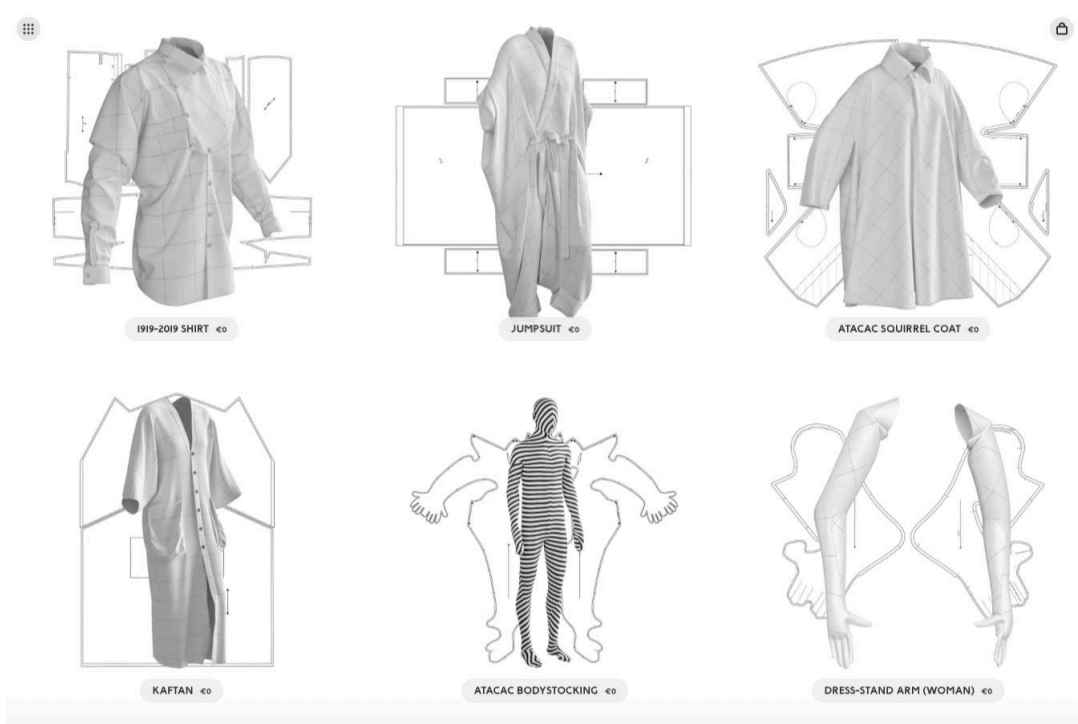 1919-2019 SHIRT €0
JUMPSUIT €0
ATACAC SQUIRREL COAT €0
KAFTAN €0
ATACAC BODYSTOCKING €0
DRESS-STAND ARM (WOMAN) €0